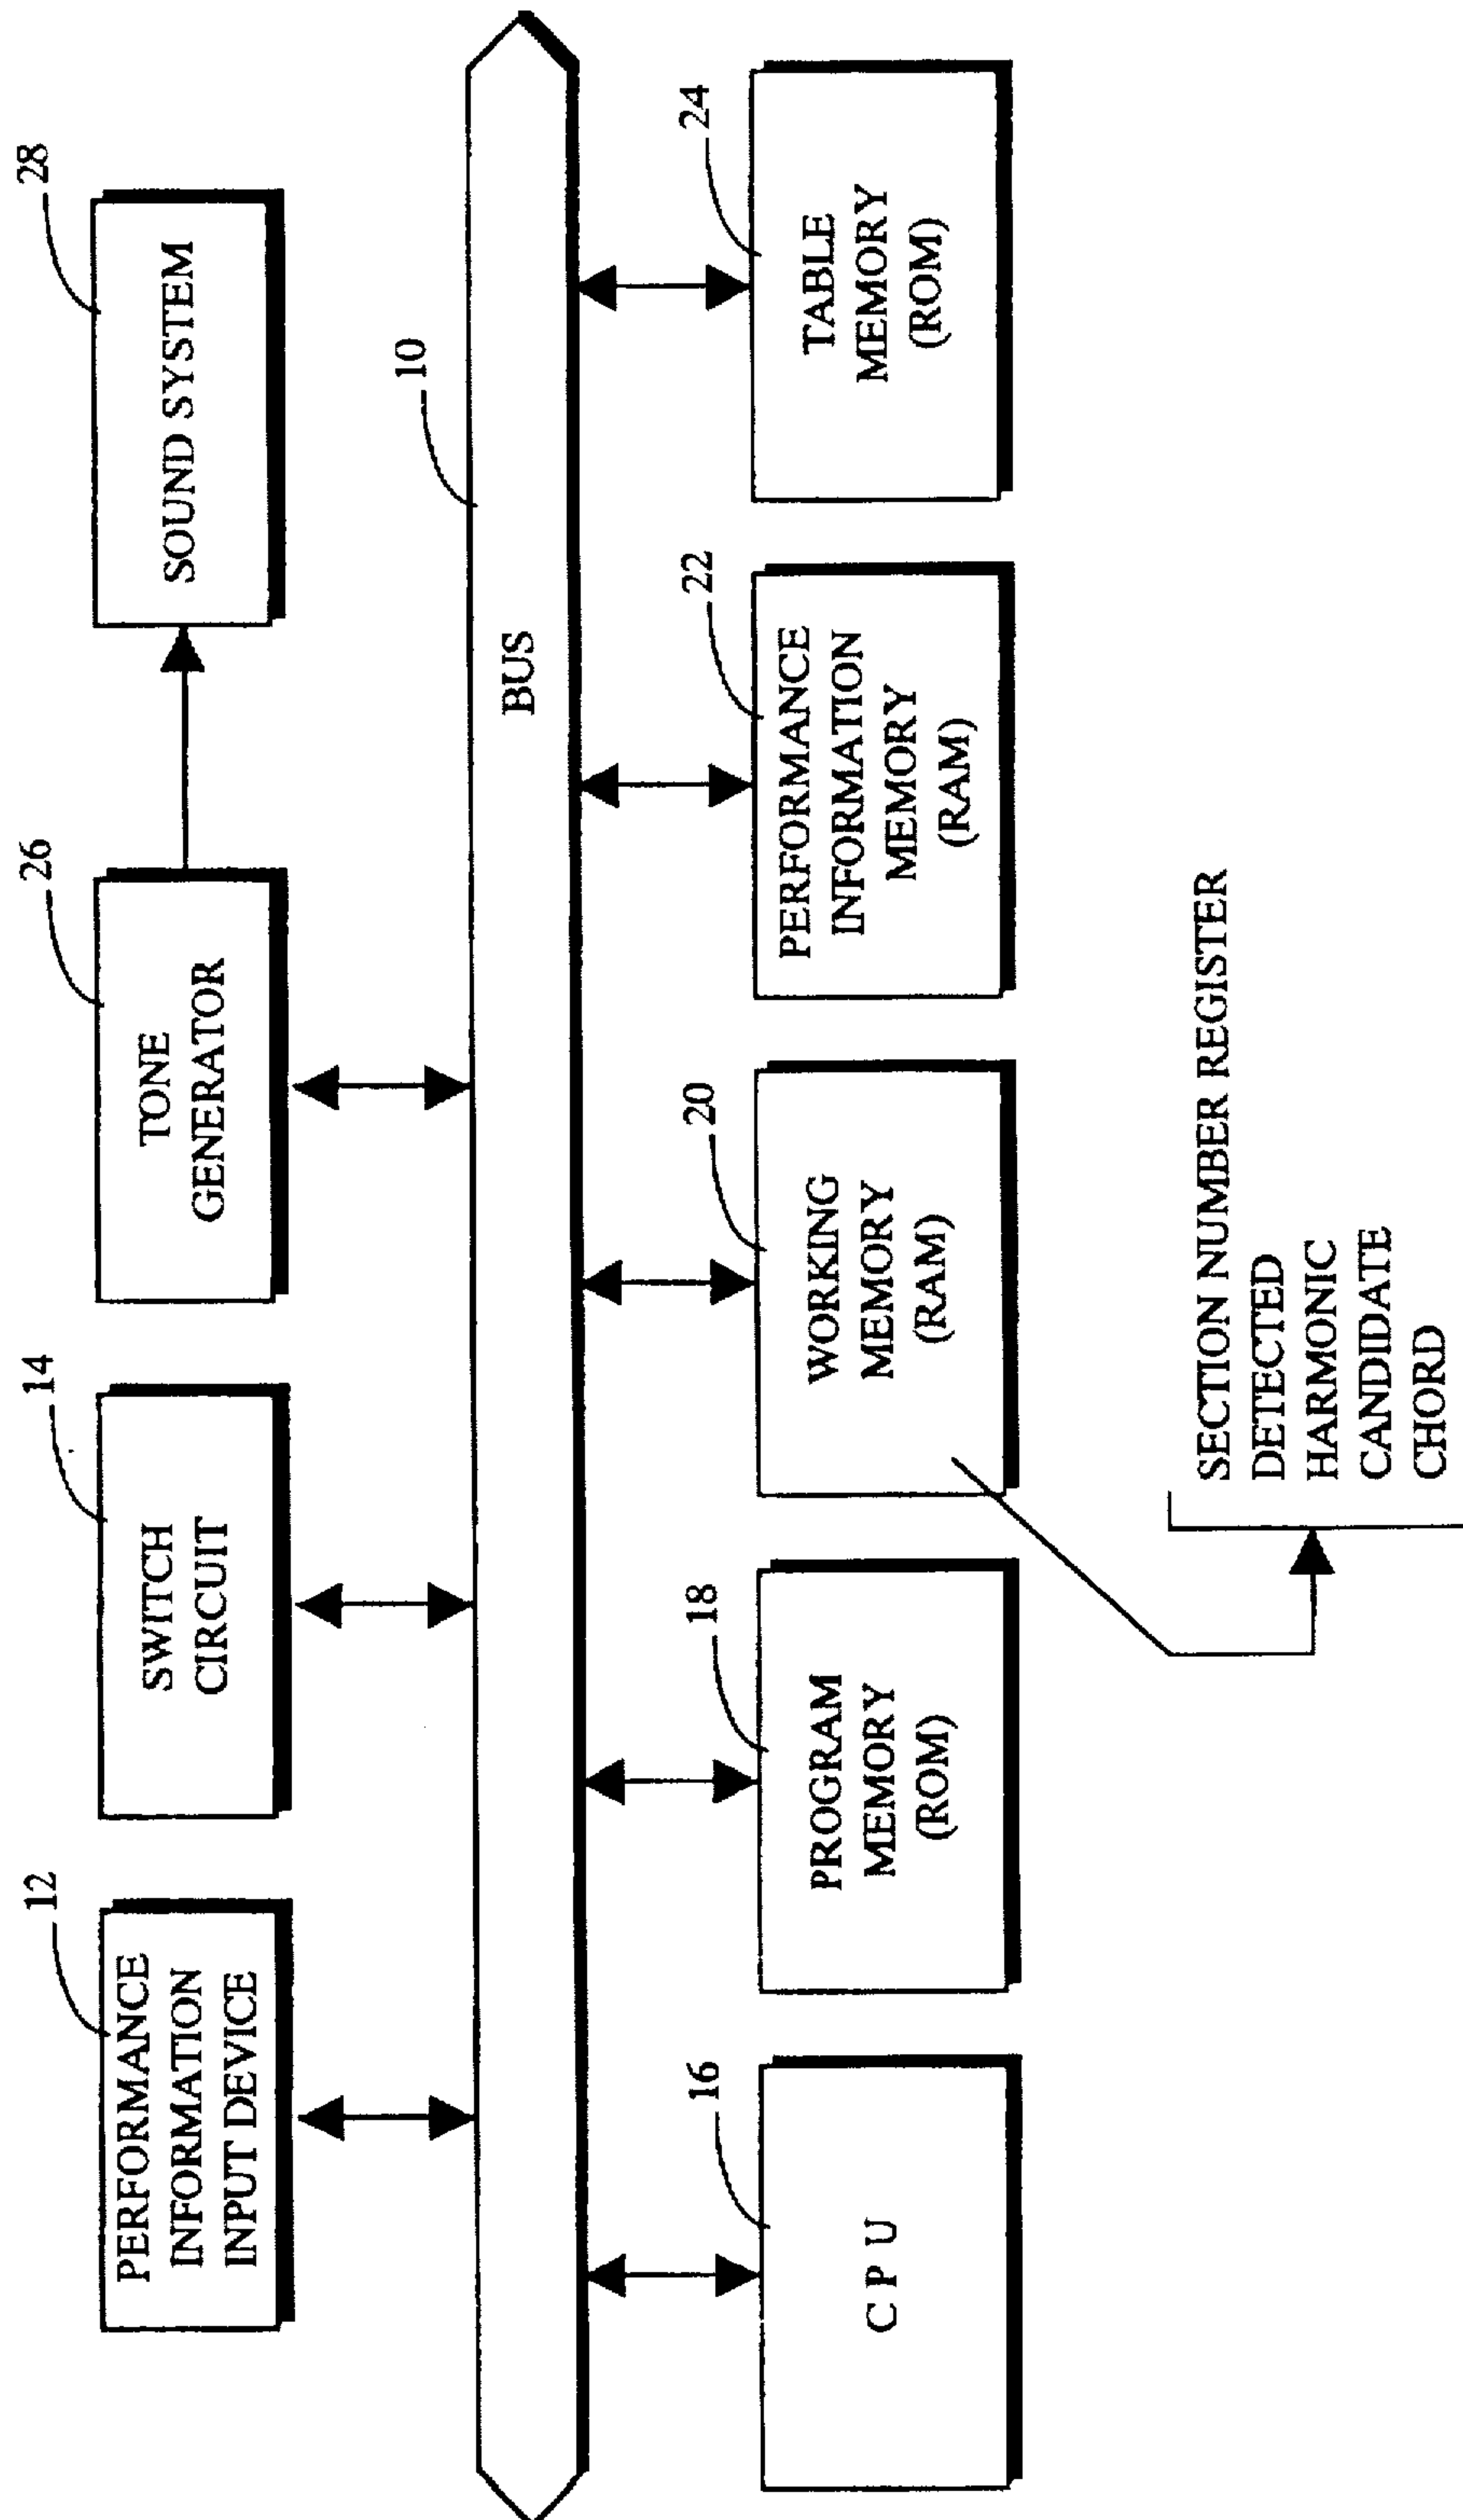 12
PERFORMANCE
INFORMATION
INPUT DEVICE
14
SWITCH
CIRCUIT
26
TONE
GENERATOR
28
SOUND SYSTEM
10
BUS
16
C P U
18
PROGRAM
MEMORY
(ROM)
20
WORKING
MEMORY
(RAM)
22
PERFORMANCE
INFORMATION
MEMORY
(RAM)
24
TABLE
MEMORY
(ROM)
SECTION NUMBER REGISTER
DETECTED
HARMONIC
CANDIDATE
CHORD